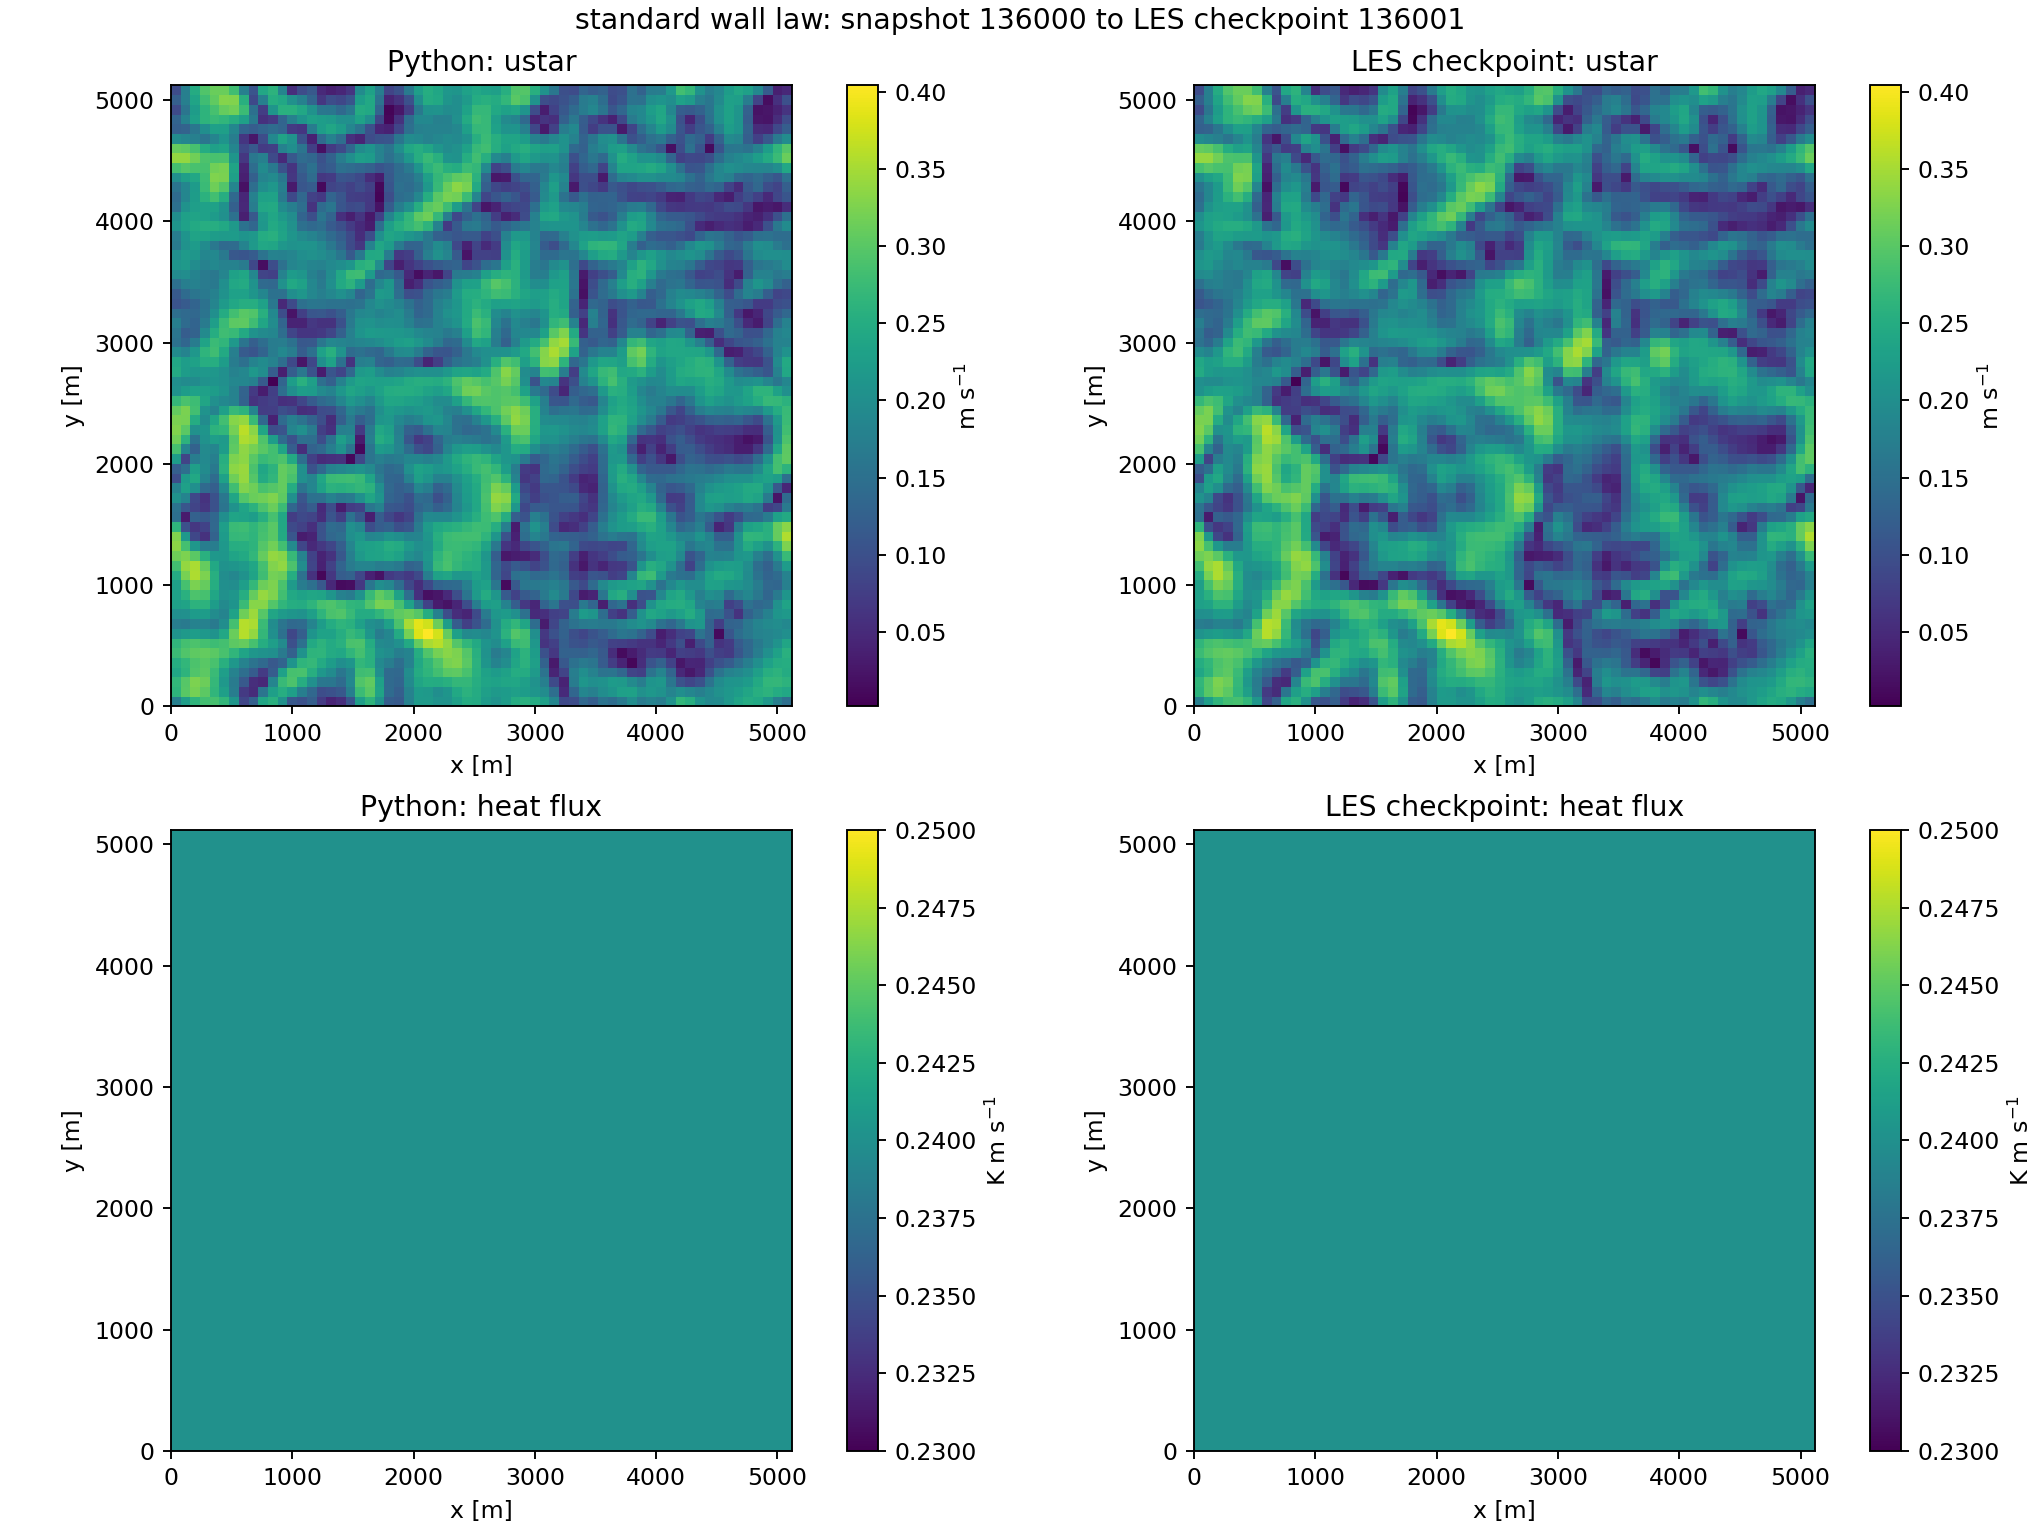 standard wall law: snapshot 136000 to LES checkpoint 136001
Python: ustar
5000
4000
3000
2000
1000
0
y [m]
0 1000 2000 3000 4000 5000
x [m]
0.40
0.35
0.30
0.25
0.20
0.15
0.10
0.05
m s⁻¹
LES checkpoint: ustar
5000
4000
3000
2000
1000
0
y [m]
0 1000 2000 3000 4000 5000
x [m]
0.40
0.35
0.30
0.25
0.20
0.15
0.10
0.05
m s⁻¹
Python: heat flux
5000
4000
3000
2000
1000
0
y [m]
0 1000 2000 3000 4000 5000
x [m]
0.2500
0.2475
0.2450
0.2425
0.2400
0.2375
0.2350
0.2325
0.2300
K m s⁻¹
LES checkpoint: heat flux
5000
4000
3000
2000
1000
0
y [m]
0 1000 2000 3000 4000 5000
x [m]
0.2500
0.2475
0.2450
0.2425
0.2400
0.2375
0.2350
0.2325
0.2300
K m s⁻¹